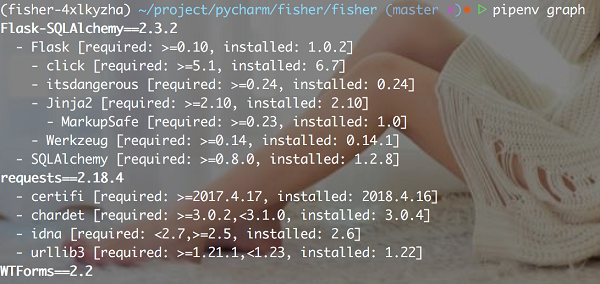 (fisher-4xlkyzha) ~/project/pycharm/fisher/fisher (master ✗)✹ ▷ pipenv graph
Flask-SQLAlchemy==2.3.2
  - Flask [required: >=0.10, installed: 1.0.2]
    - click [required: >=5.1, installed: 6.7]
    - itsdangerous [required: >=0.24, installed: 0.24]
    - Jinja2 [required: >=2.10, installed: 2.10]
      - MarkupSafe [required: >=0.23, installed: 1.0]
    - Werkzeug [required: >=0.14, installed: 0.14.1]
  - SQLAlchemy [required: >=0.8.0, installed: 1.2.8]
requests==2.18.4
  - certifi [required: >=2017.4.17, installed: 2018.4.16]
  - chardet [required: >=3.0.2,<3.1.0, installed: 3.0.4]
  - idna [required: <2.7,>=2.5, installed: 2.6]
  - urllib3 [required: >=1.21.1,<1.23, installed: 1.22]
WTForms==2.2